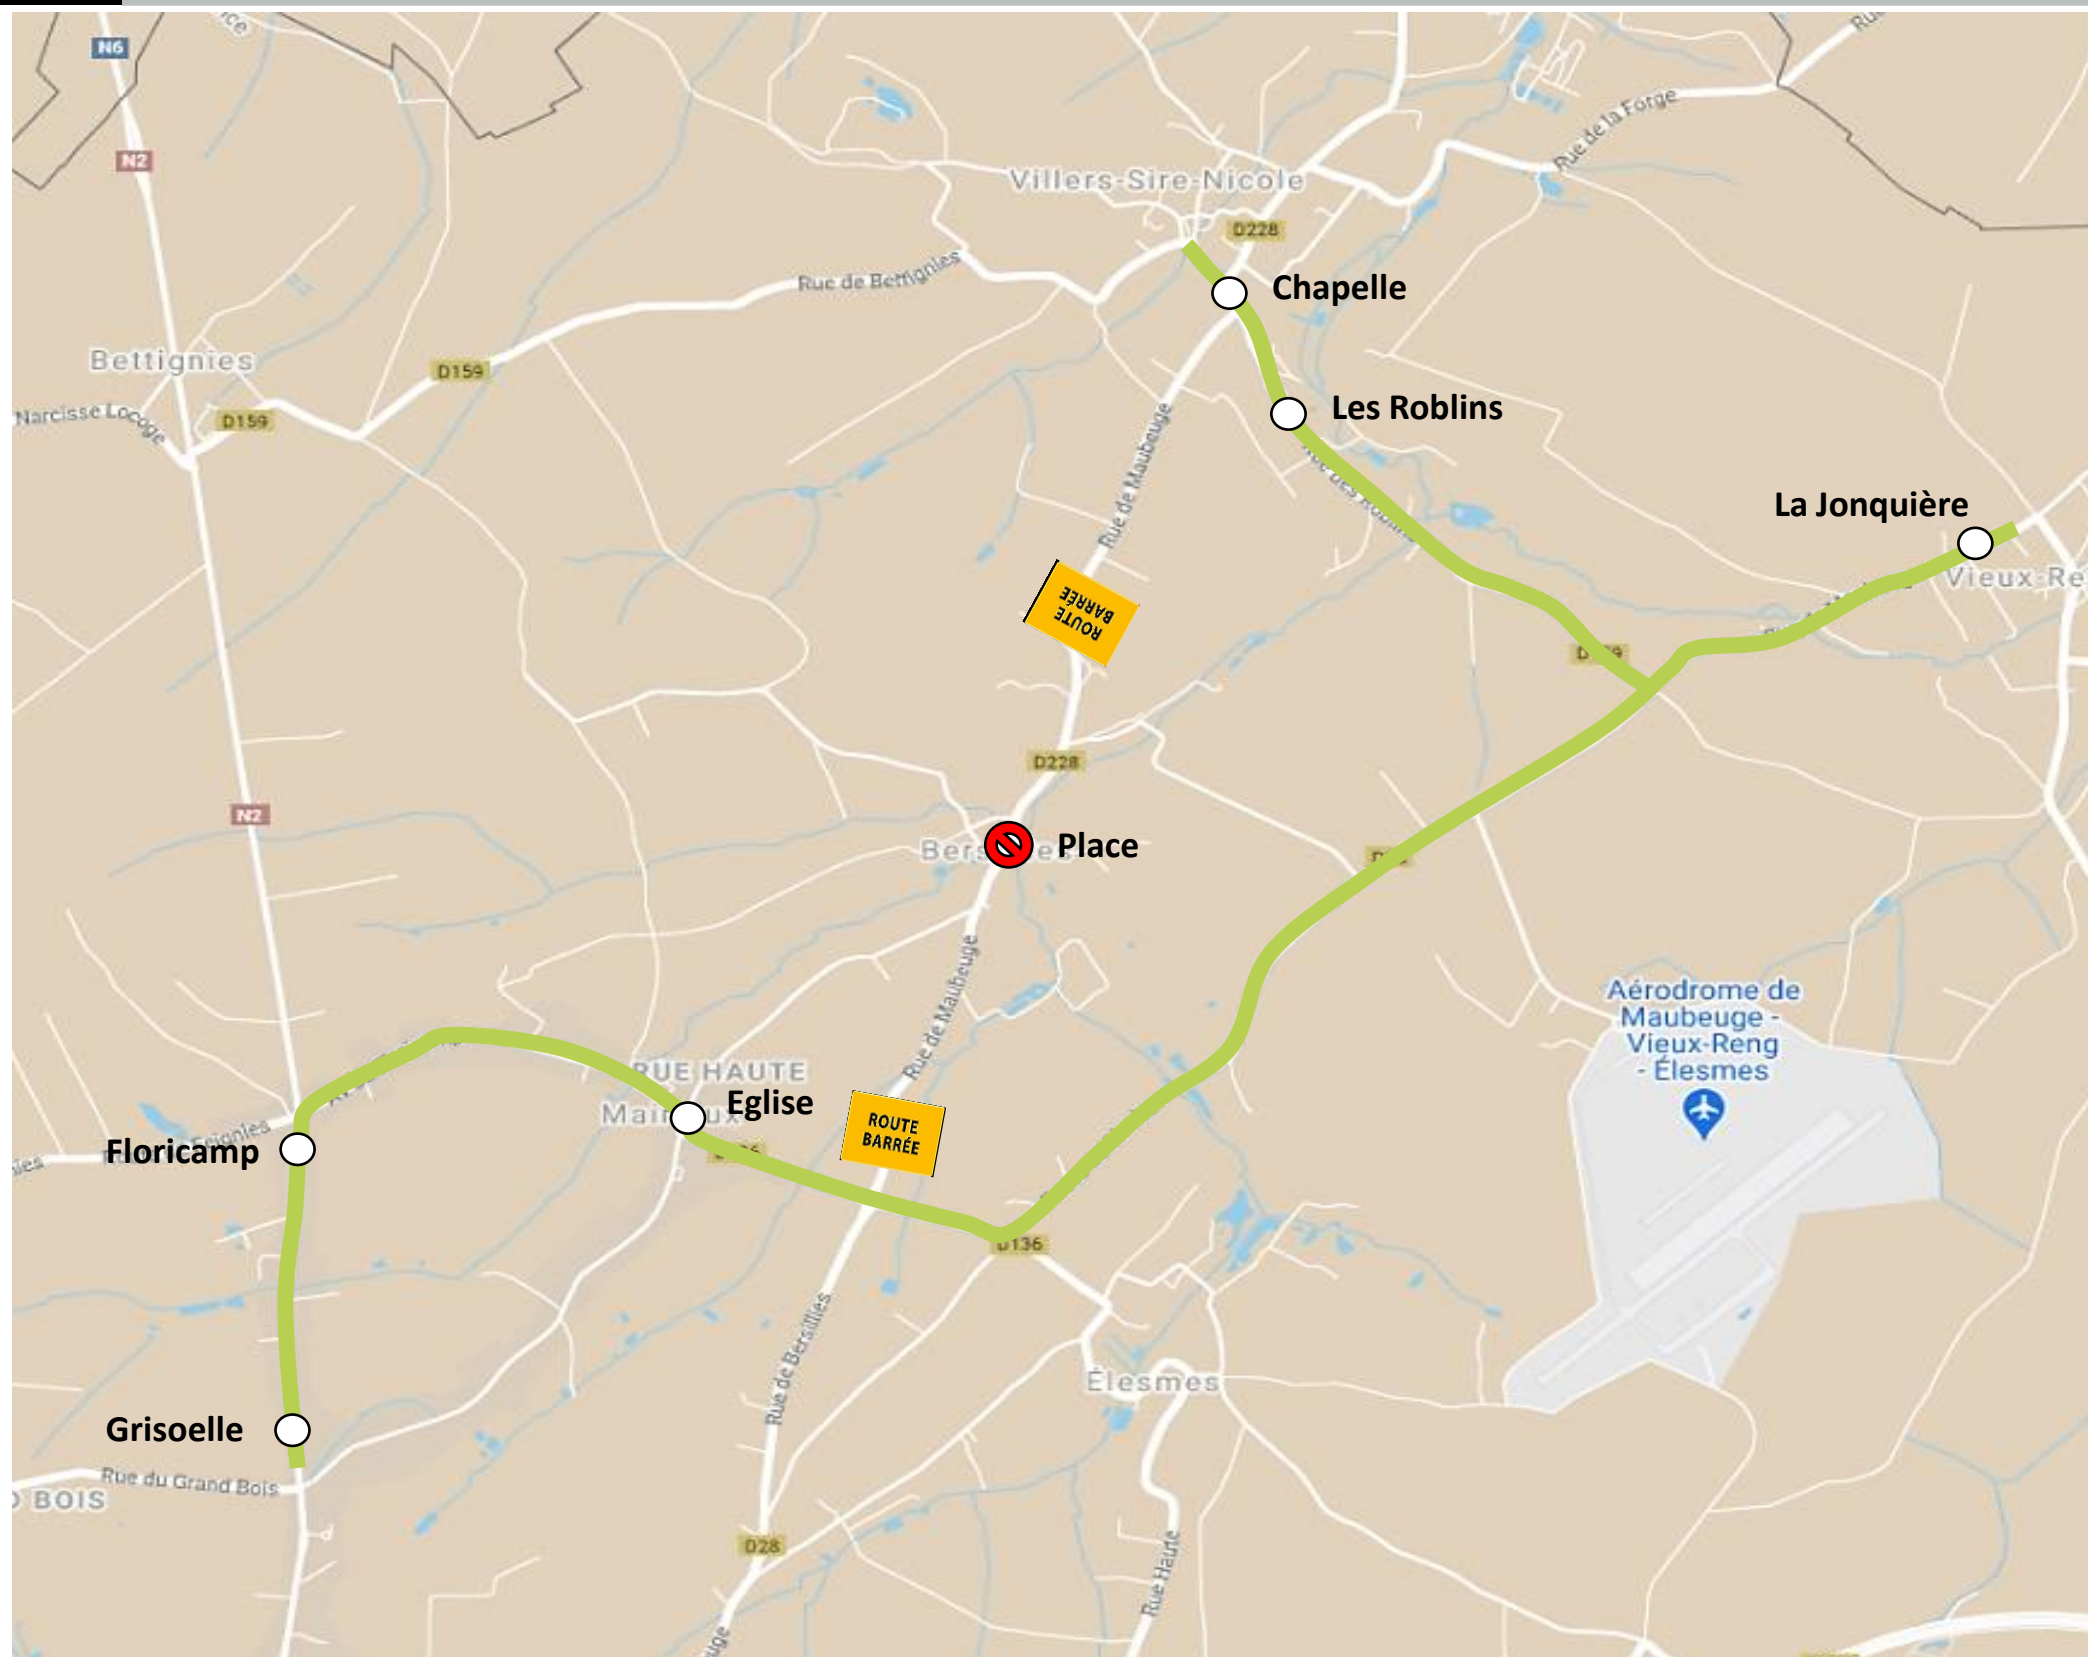 N6
N2
Villers-Sire-Nicole
Rue de la Forge
D228
Rue de Bettignies
Chapelle
Bettignies
D159
Narcisse Locoge
D159
Les Roblins
Rue de Maubeuge
La Jonquière
Vieux-Re
ROUTE
BARRÉE
D228
N2
Place
Rue de Maubeuge
Aérodrome de
Maubeuge -
Vieux-Reng
- Élesmes
RUE HAUTE
Eglise
ROUTE
BARRÉE
Feignies
Floricamp
D136
Rue de Bersillies
Élesmes
Grisoelle
Rue du Grand Bois
BOIS
D28
Rue Haute